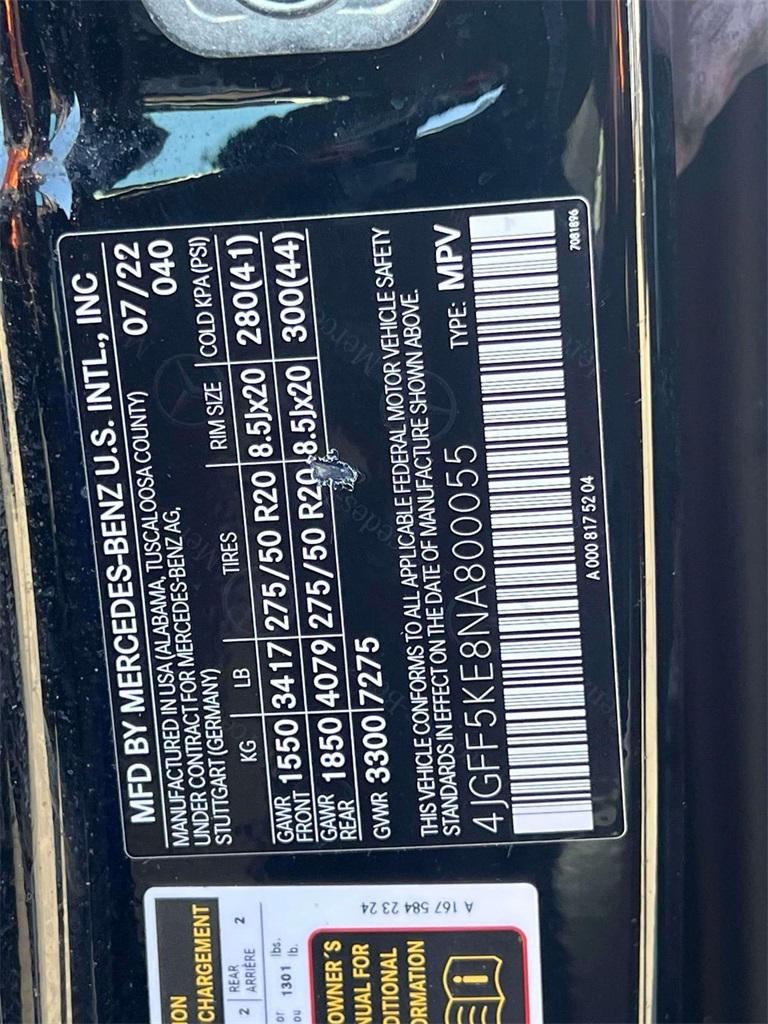 MFD BY MERCEDES-BENZ U.S. INTL., INC
MANUFACTURED IN USA (ALABAMA, TUSCALOOSA COUNTY) 07/22
UNDER CONTRACT FOR MERCEDES-BENZ AG, 040
STUTTGART (GERMANY)
KG LB TIRES RIM SIZE COLD KPA (PSI)
GAWR FRONT 1550 3417 275/50 R20 8.5Jx20 280(41)
GAWR REAR 1850 4079 275/50 R20 8.5Jx20 300(44)
GVWR 3300 7275
THIS VEHICLE CONFORMS TO ALL APPLICABLE FEDERAL MOTOR VEHICLE SAFETY
STANDARDS IN EFFECT ON THE DATE OF MANUFACTURE SHOWN ABOVE.
4JGFF5KE8NA800055 TYPE: MPV
A 000 817 52 04
7081896
CHARGEMENT
2 REAR ARRIÈRE 2
or 1301 lbs.
ou lb.
OWNER'S
FOR
i
A 167 584 23 24